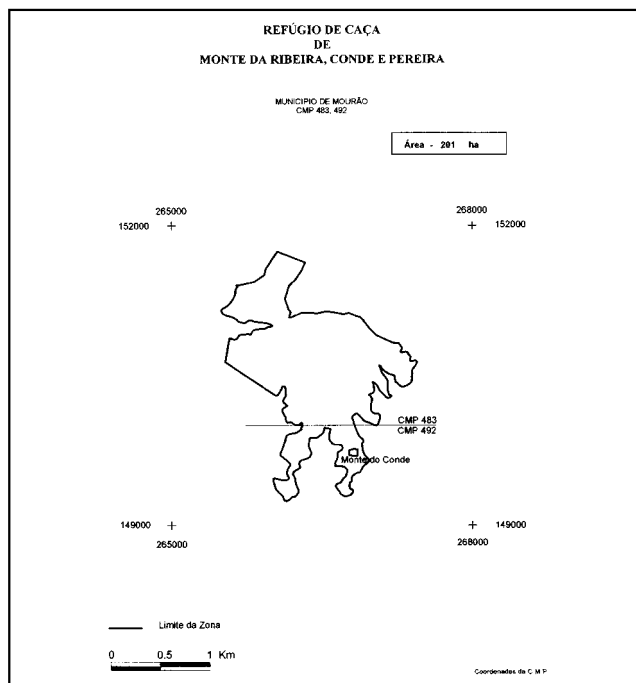 REFÚGIO DE CAÇA
DE
MONTE DA RIBEIRA, CONDE E PEREIRA
MUNICIPIO DE MOURÃO
CMP 483, 492
Área - 201 ha
265000
268000
152000
152000
CMP 483
CMP 492
Monte do Conde
149000
149000
265000
268000
Limite da Zona
0 0.5 1 Km
Coordenadas da C M P